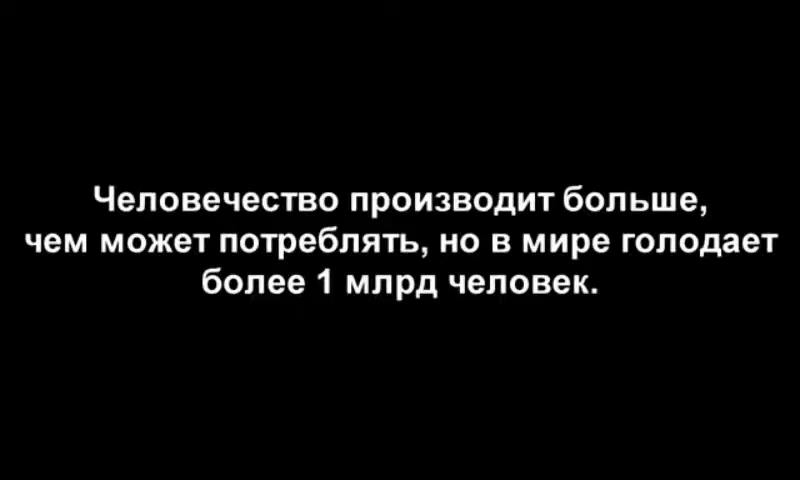 Человечество производит больше,
чем может потреблять, но в мире голодает
более 1 млрд человек.